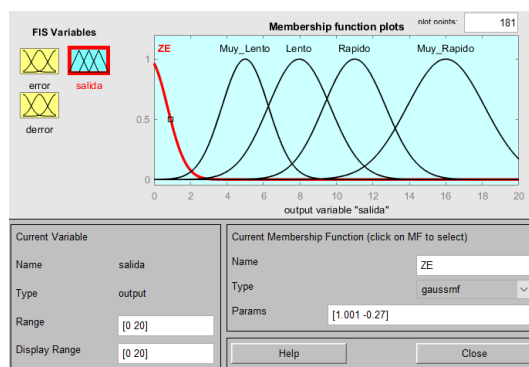 FIS Variables
Membership function plots
plot points:
181
error
salida
derror
ZE
Muy_Lento
Lento
Rapido
Muy_Rapido
1
0.5
0
0 2 4 6 8 10 12 14 16 18 20
output variable "salida"
Current Variable
Name salida
Type output
Range [0 20]
Display Range [0 20]
Current Membership Function (click on MF to select)
Name ZE
Type gaussmf
Params [1.001 -0.27]
Help
Close